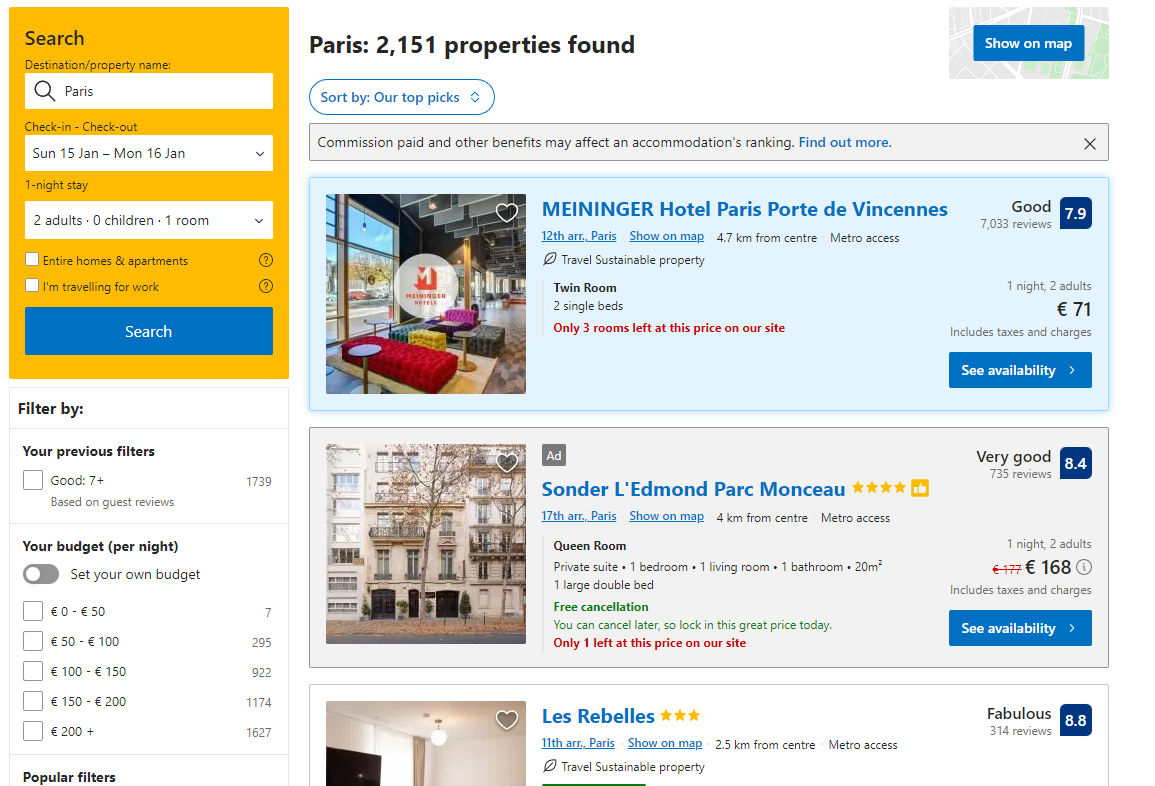 Search
Destination/property name:
Paris
Check-in - Check-out
Sun 15 Jan – Mon 16 Jan
1-night stay
2 adults · 0 children · 1 room
Entire homes & apartments
I'm travelling for work
Search
Filter by:
Your previous filters
Good: 7+ 1739
Based on guest reviews
Your budget (per night)
Set your own budget
€ 0 - € 50 7
€ 50 - € 100 295
€ 100 - € 150 922
€ 150 - € 200 1174
€ 200 + 1627
Popular filters
Paris: 2,151 properties found
Show on map
Sort by: Our top picks
Commission paid and other benefits may affect an accommodation's ranking. Find out more.
MEININGER
HOTELS
MEININGER Hotel Paris Porte de Vincennes
12th arr., Paris Show on map 4.7 km from centre Metro access
Travel Sustainable property
Good 7.9
7,033 reviews
Twin Room
2 single beds
Only 3 rooms left at this price on our site
1 night, 2 adults
€ 71
Includes taxes and charges
See availability
Ad
Sonder L'Edmond Parc Monceau
17th arr., Paris Show on map 4 km from centre Metro access
Very good 8.4
735 reviews
Queen Room
Private suite • 1 bedroom • 1 living room • 1 bathroom • 20m²
1 large double bed
Free cancellation
You can cancel later, so lock in this great price today.
Only 1 left at this price on our site
1 night, 2 adults
€ 177 € 168
Includes taxes and charges
See availability
Les Rebelles
11th arr., Paris Show on map 2.5 km from centre Metro access
Travel Sustainable property
Fabulous 8.8
314 reviews